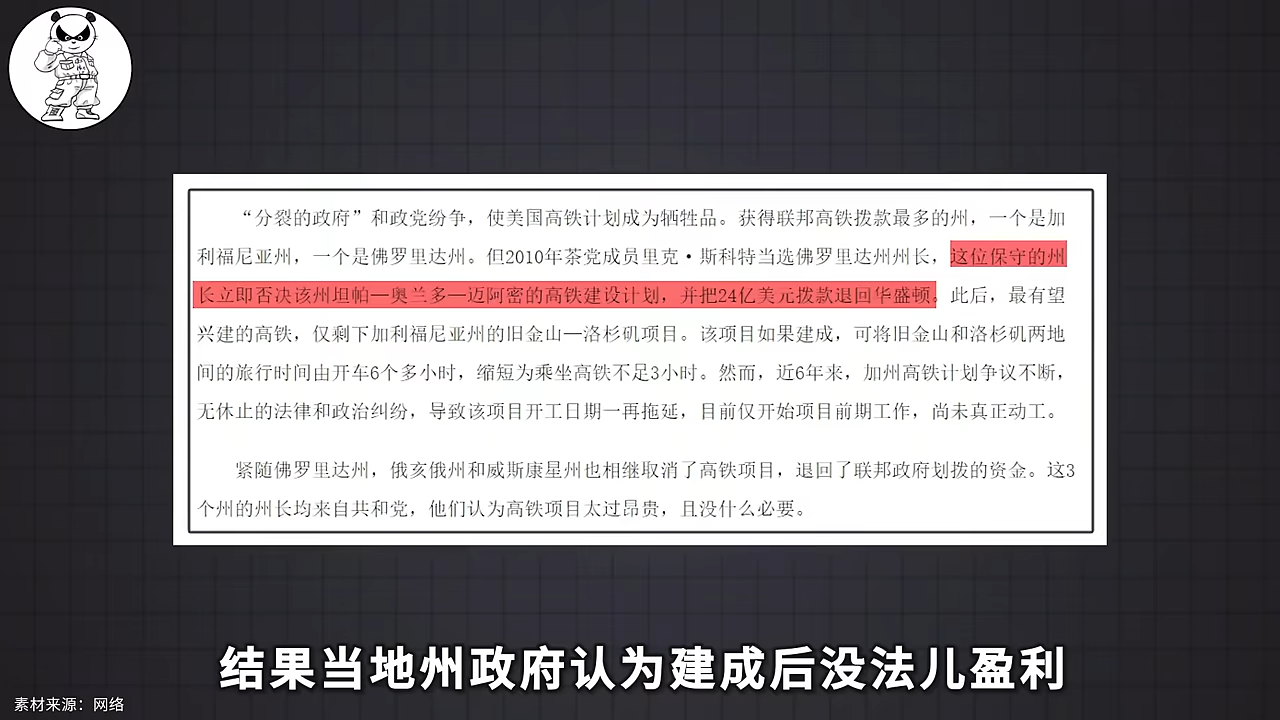 “分裂的政府”和政党纷争，使美国高铁计划成为牺牲品。获得联邦高铁拨款最多的州，一个是加
利福尼亚州，一个是佛罗里达州。但2010年茶党成员里克·斯科特当选佛罗里达州州长，这位保守的州
长立即否决该州坦帕—奥兰多—迈阿密的高铁建设计划，并把24亿美元拨款退回华盛顿。此后，最有望
兴建的高铁，仅剩下加利福尼亚州的旧金山—洛杉矶项目。该项目如果建成，可将旧金山和洛杉矶两地
间的旅行时间由开车6个多小时，缩短为乘坐高铁不足3小时。然而，近6年来，加州高铁计划争议不断，
无休止的法律和政治纠纷，导致该项目开工日期一再拖延，目前仅开始项目前期工作，尚未真正动工。
紧随佛罗里达州，俄亥俄州和威斯康星州也相继取消了高铁项目，退回了联邦政府划拨的资金。这3
个州的州长均来自共和党，他们认为高铁项目太过昂贵，且没什么必要。
结果当地州政府认为建成后没法儿盈利
素材来源：网络